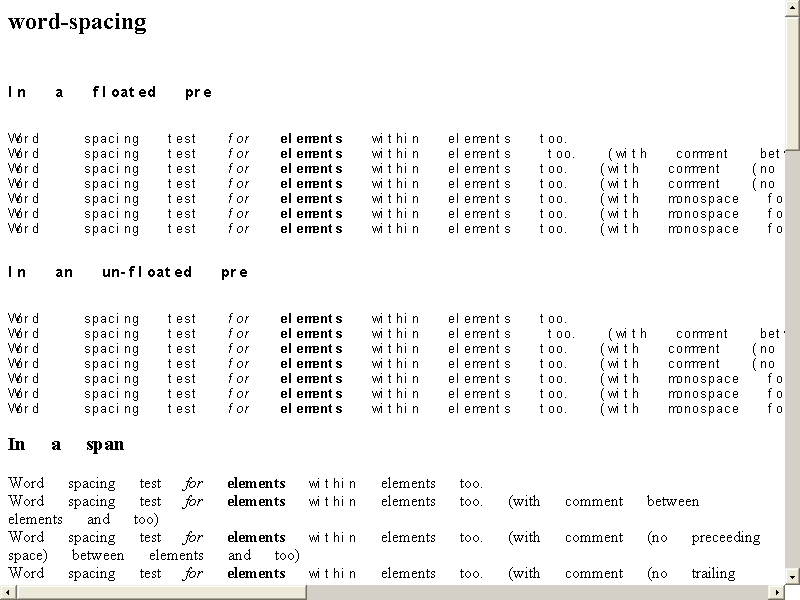 word-spacing
In a floated pre
Word spacing test for elements within elements too.
Word spacing test for elements within elements too. (with comment bet
Word spacing test for elements within elements too. (with comment (no
Word spacing test for elements within elements too. (with comment (no
Word spacing test for elements within elements too. (with monospace fo
Word spacing test for elements within elements too. (with monospace fo
Word spacing test for elements within elements too. (with monospace fo
In an un-floated pre
Word spacing test for elements within elements too.
Word spacing test for elements within elements too. (with comment bet
Word spacing test for elements within elements too. (with comment (no
Word spacing test for elements within elements too. (with comment (no
Word spacing test for elements within elements too. (with monospace fo
Word spacing test for elements within elements too. (with monospace fo
Word spacing test for elements within elements too. (with monospace fo
In a span
Word spacing test for elements within elements too.
Word spacing test for elements within elements too. (with comment between
elements and too)
Word spacing test for elements within elements too. (with comment (no preceeding
space) between elements and too)
Word spacing test for elements within elements too. (with comment (no trailing